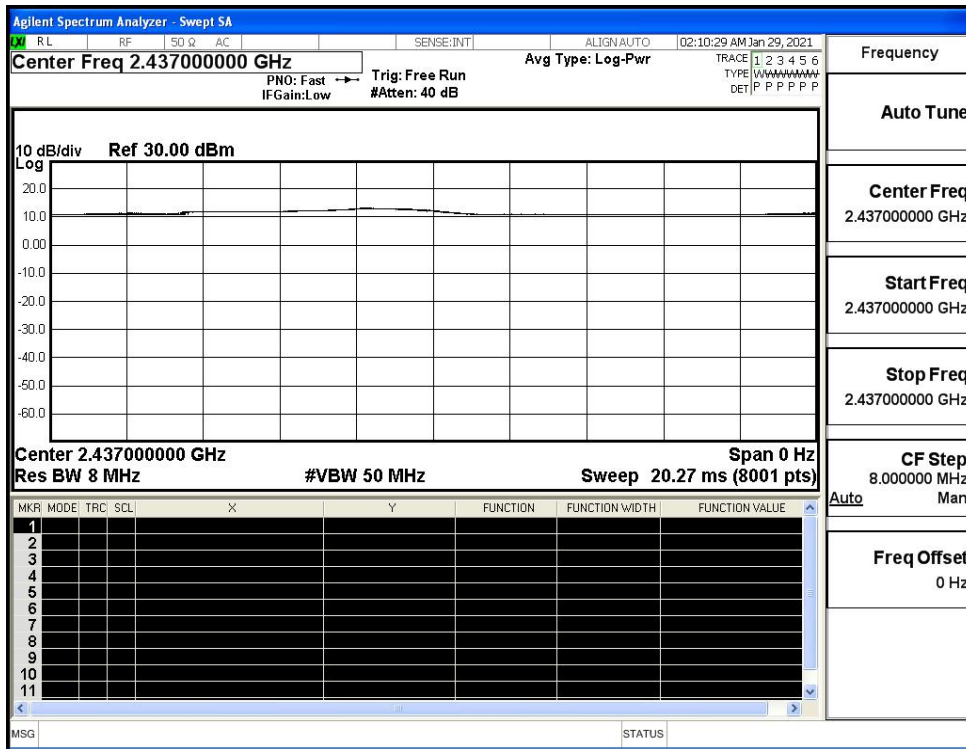 Agilent Spectrum Analyzer - Swept SA
LXI RL RF 50 Ω AC SENSE:INT ALIGN AUTO 02:10:29 AM Jan 29, 2021
Center Freq 2.437000000 GHz
PNO: Fast
IFGain:Low
Trig: Free Run
#Atten: 40 dB
Avg Type: Log-Pwr
TRACE 1 2 3 4 5 6
TYPE WWWWWW
DET P P P P P P
Frequency
Auto Tune
Center Freq
2.437000000 GHz
Start Freq
2.437000000 GHz
Stop Freq
2.437000000 GHz
CF Step
8.000000 MHz
Auto Man
Freq Offset
0 Hz
10 dB/div Ref 30.00 dBm
Log
20.0
10.0
0.00
-10.0
-20.0
-30.0
-40.0
-50.0
-60.0
Center 2.437000000 GHz Span 0 Hz
Res BW 8 MHz #VBW 50 MHz Sweep 20.27 ms (8001 pts)
MKR MODE TRC SCL X Y FUNCTION FUNCTION WIDTH FUNCTION VALUE
1
2
3
4
5
6
7
8
9
10
11
MSG STATUS